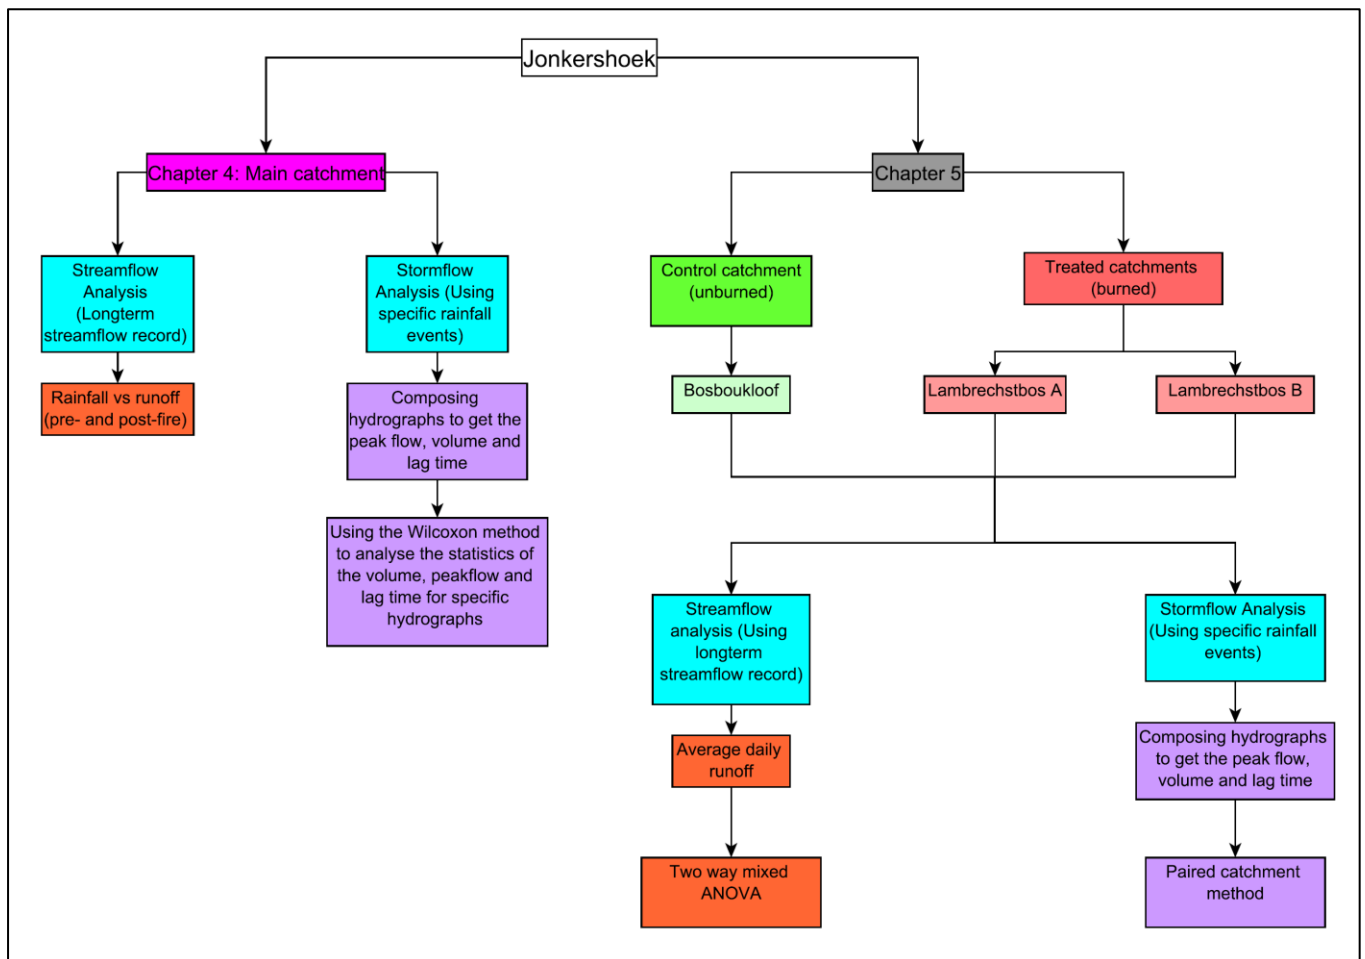 Jonkershoek
Chapter 4: Main catchment
Chapter 5
Streamflow
Analysis
(Longterm
streamflow record)
Stormflow
Analysis (Using
specific rainfall
events)
Control catchment
(unburned)
Treated catchments
(burned)
Rainfall vs runoff
(pre- and post-fire)
Composing
hydrographs to get the
peak flow, volume and
lag time
Bosboukloof
Lambrechstbos A
Lambrechstbos B
Using the Wilcoxon method
to analyse the statistics of
the volume, peakflow and
lag time for specific
hydrographs
Streamflow
analysis (Using
longterm
streamflow record)
Stormflow Analysis
(Using specific rainfall
events)
Average daily
runoff
Composing hydrographs
to get the peak flow,
volume and lag time
Two way mixed
ANOVA
Paired catchment
method